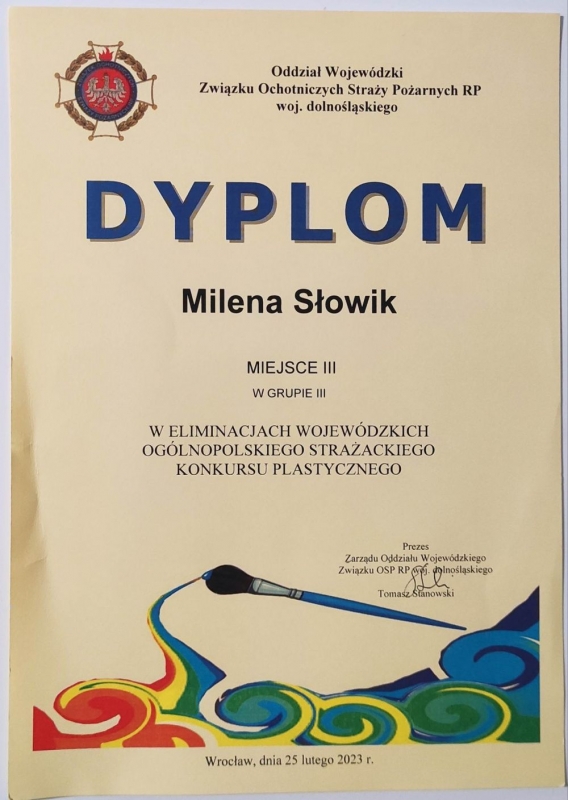 Oddział Wojewódzki
Związku Ochotniczych Straży Pożarnych RP
woj. dolnośląskiego
DYPLOM
Milena Słowik
MIEJSCE III
W GRUPIE III
W ELIMINACJACH WOJEWÓDZKICH
OGÓLNOPOLSKIEGO STRAŻACKIEGO
KONKURSU PLASTYCZNEGO
Prezes
Zarządu Oddziału Wojewódzkiego
Związku OSP RP woj. dolnośląskiego
Tomasz Stanowski
Wrocław, dnia 25 lutego 2023 r.